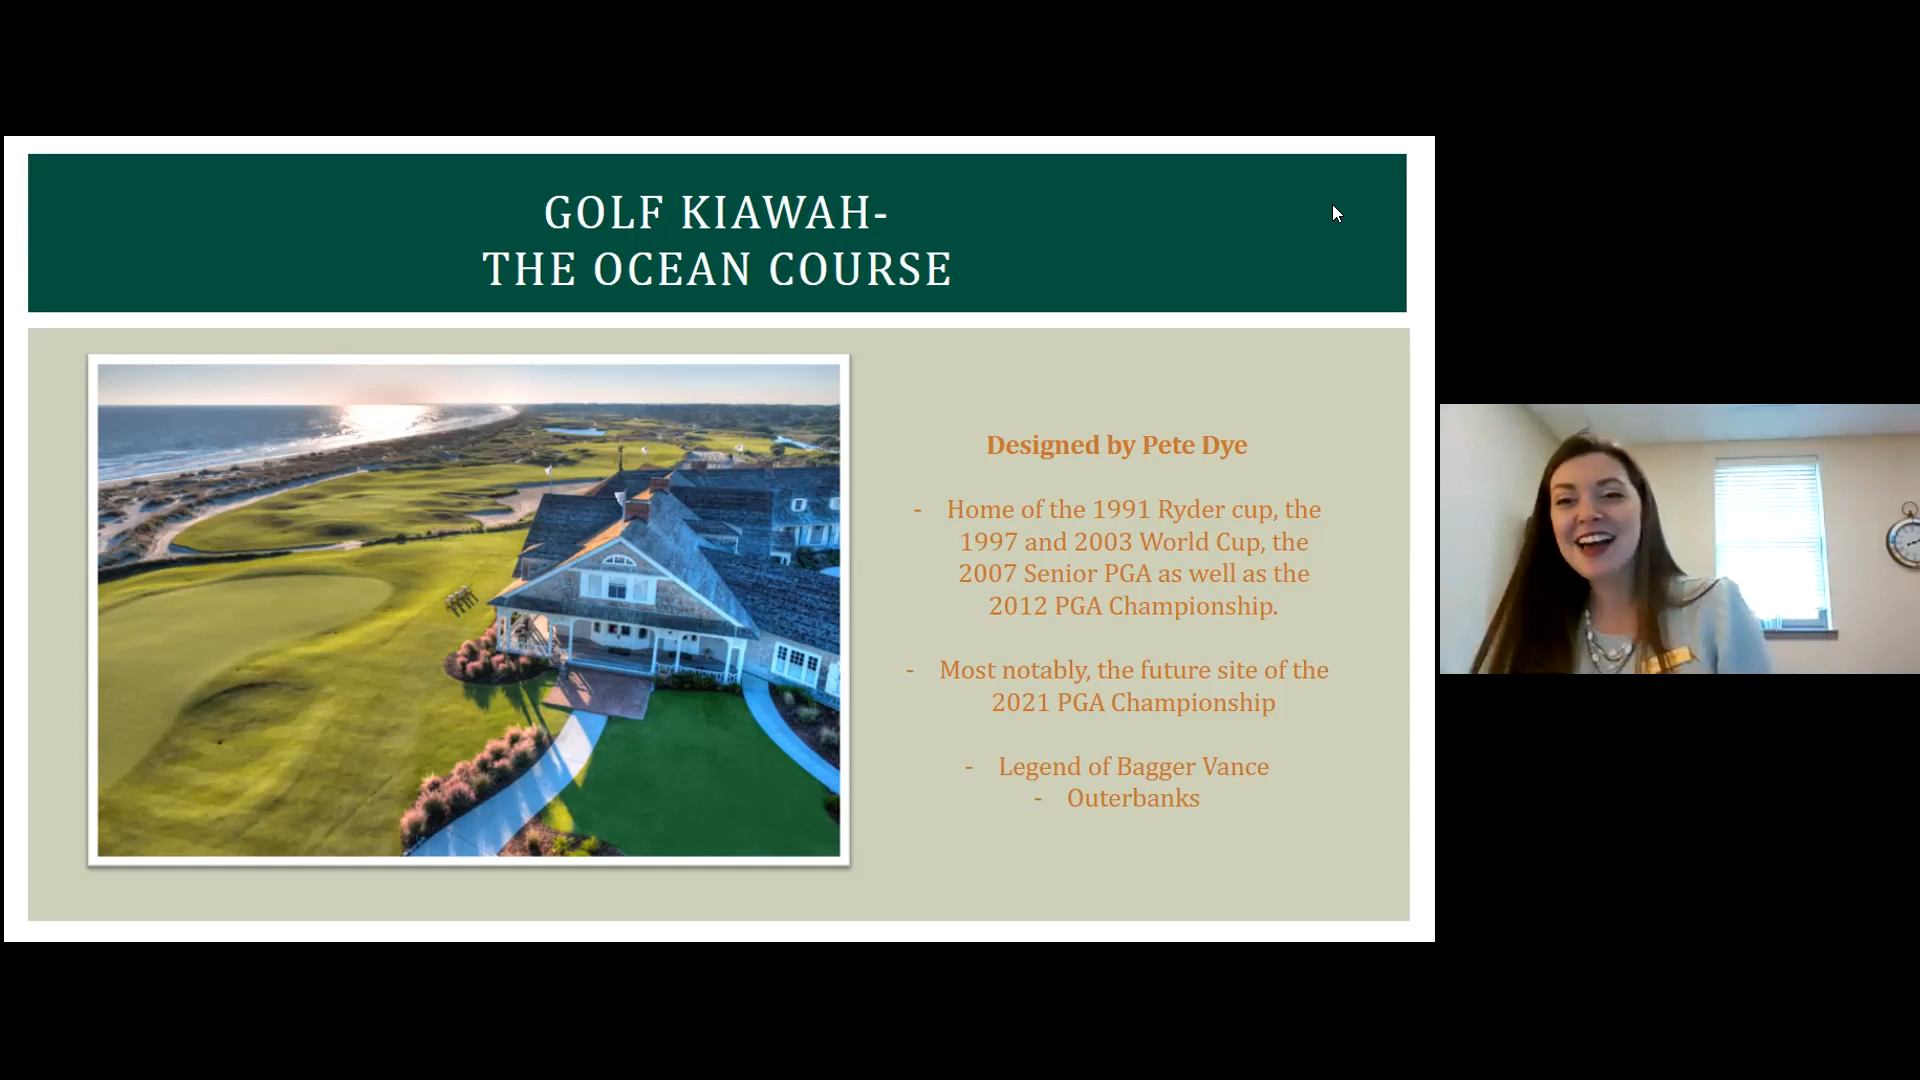 GOLF KIAWAH-
THE OCEAN COURSE
Designed by Pete Dye
- Home of the 1991 Ryder cup, the
1997 and 2003 World Cup, the
2007 Senior PGA as well as the
2012 PGA Championship.
- Most notably, the future site of the
2021 PGA Championship
- Legend of Bagger Vance
- Outerbanks